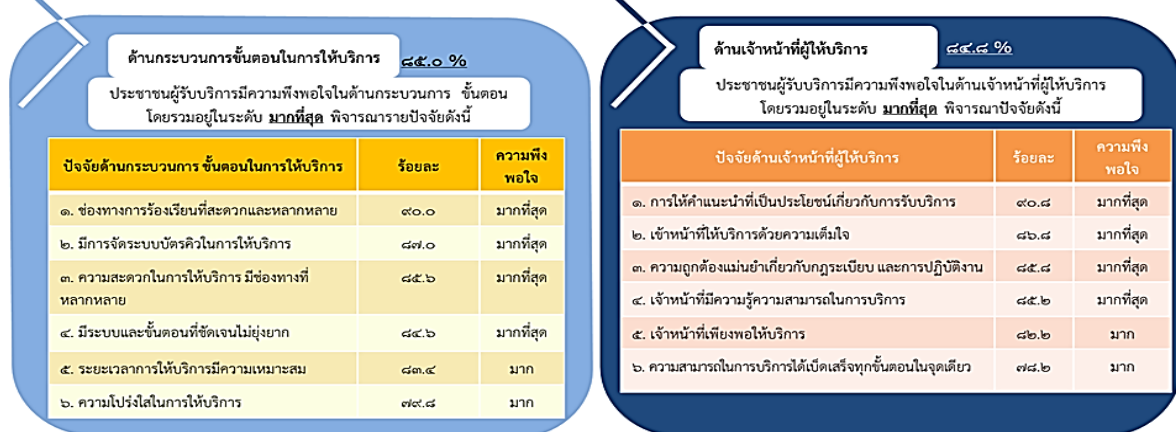 ด้านกระบวนการขั้นตอนในการให้บริการ ๘๕.๐ %
ประชาชนผู้รับบริการมีความพึงพอใจในด้านกระบวนการ ขั้นตอน
โดยรวมอยู่ในระดับ มากที่สุด พิจารณารายปัจจัยดังนี้
ปัจจัยด้านกระบวนการ ขั้นตอนในการให้บริการ ร้อยละ ความพึง
พอใจ
๑. ช่องทางการร้องเรียนที่สะดวกและหลากหลาย ๙๐.๐ มากที่สุด
๒. มีการจัดระบบบัตรคิวในการให้บริการ ๘๗.๐ มากที่สุด
๓. ความสะดวกในการให้บริการ มีช่องทางที่
หลากหลาย ๘๕.๖ มากที่สุด
๔. มีระบบและขั้นตอนที่ชัดเจนไม่ยุ่งยาก ๘๔.๖ มากที่สุด
๕. ระยะเวลาการให้บริการมีความเหมาะสม ๘๓.๔ มาก
๖. ความโปร่งใสในการให้บริการ ๗๙.๘ มาก
ด้านเจ้าหน้าที่ผู้ให้บริการ ๘๔.๘ %
ประชาชนผู้รับบริการมีความพึงพอใจในด้านเจ้าหน้าที่ผู้ให้บริการ
โดยรวมอยู่ในระดับ มากที่สุด พิจารณาปัจจัยดังนี้
ปัจจัยด้านเจ้าหน้าที่ผู้ให้บริการ ร้อยละ ความพึง
พอใจ
๑. การให้คำแนะนำที่เป็นประโยชน์เกี่ยวกับการรับบริการ ๙๐.๘ มากที่สุด
๒. เจ้าหน้าที่ให้บริการด้วยความเต็มใจ ๘๖.๘ มากที่สุด
๓. ความถูกต้องแม่นยำเกี่ยวกับกฎระเบียบ และการปฏิบัติงาน ๘๕.๘ มากที่สุด
๔. เจ้าหน้าที่มีความรู้ความสามารถในการบริการ ๘๕.๒ มากที่สุด
๕. เจ้าหน้าที่เพียงพอให้บริการ ๘๒.๒ มาก
๖. ความสามารถในการบริการได้เบ็ดเสร็จทุกขั้นตอนในจุดเดียว ๗๘.๒ มาก